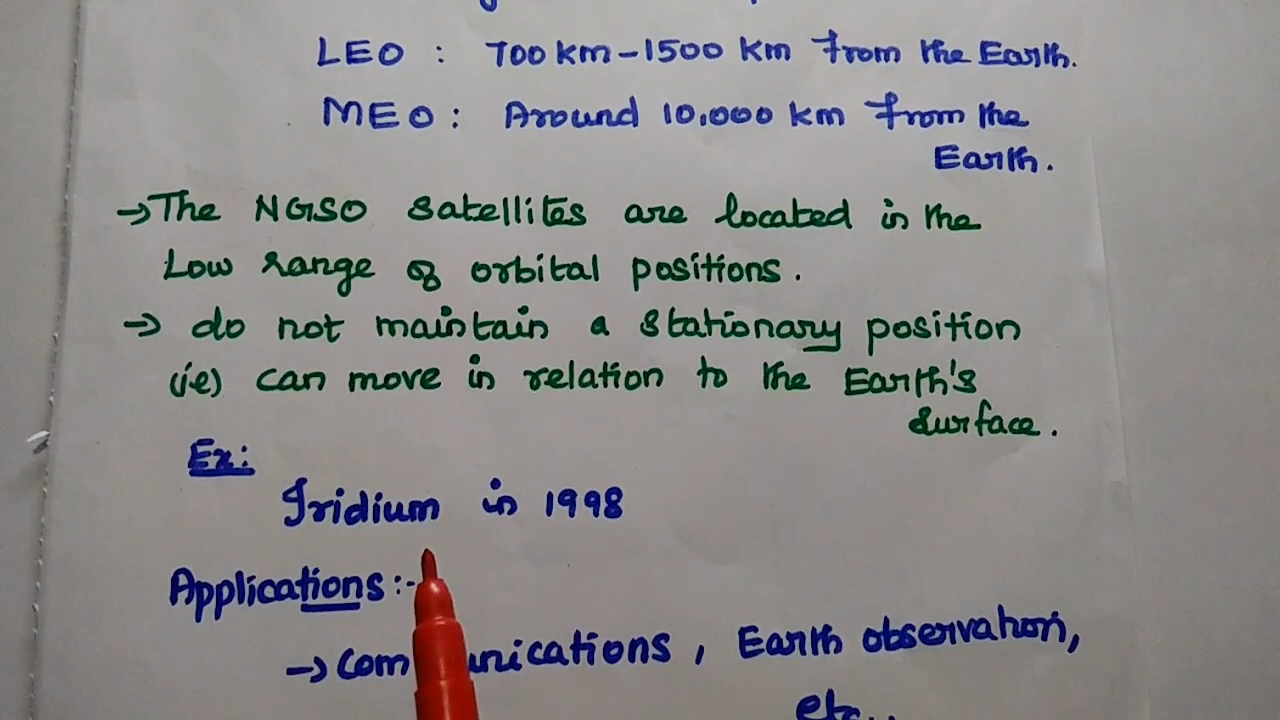 LEO : 700 km - 1500 km from the Earth.
MEO : Around 10,000 km from the
Earth.
→ The NGSO satellites are located in the
Low range of orbital positions.
→ do not maintain a stationary position
(ie) can move in relation to the Earth's
surface.
Ex:
Iridium in 1998
Applications :-
→ Com unications, Earth observation,
etc..